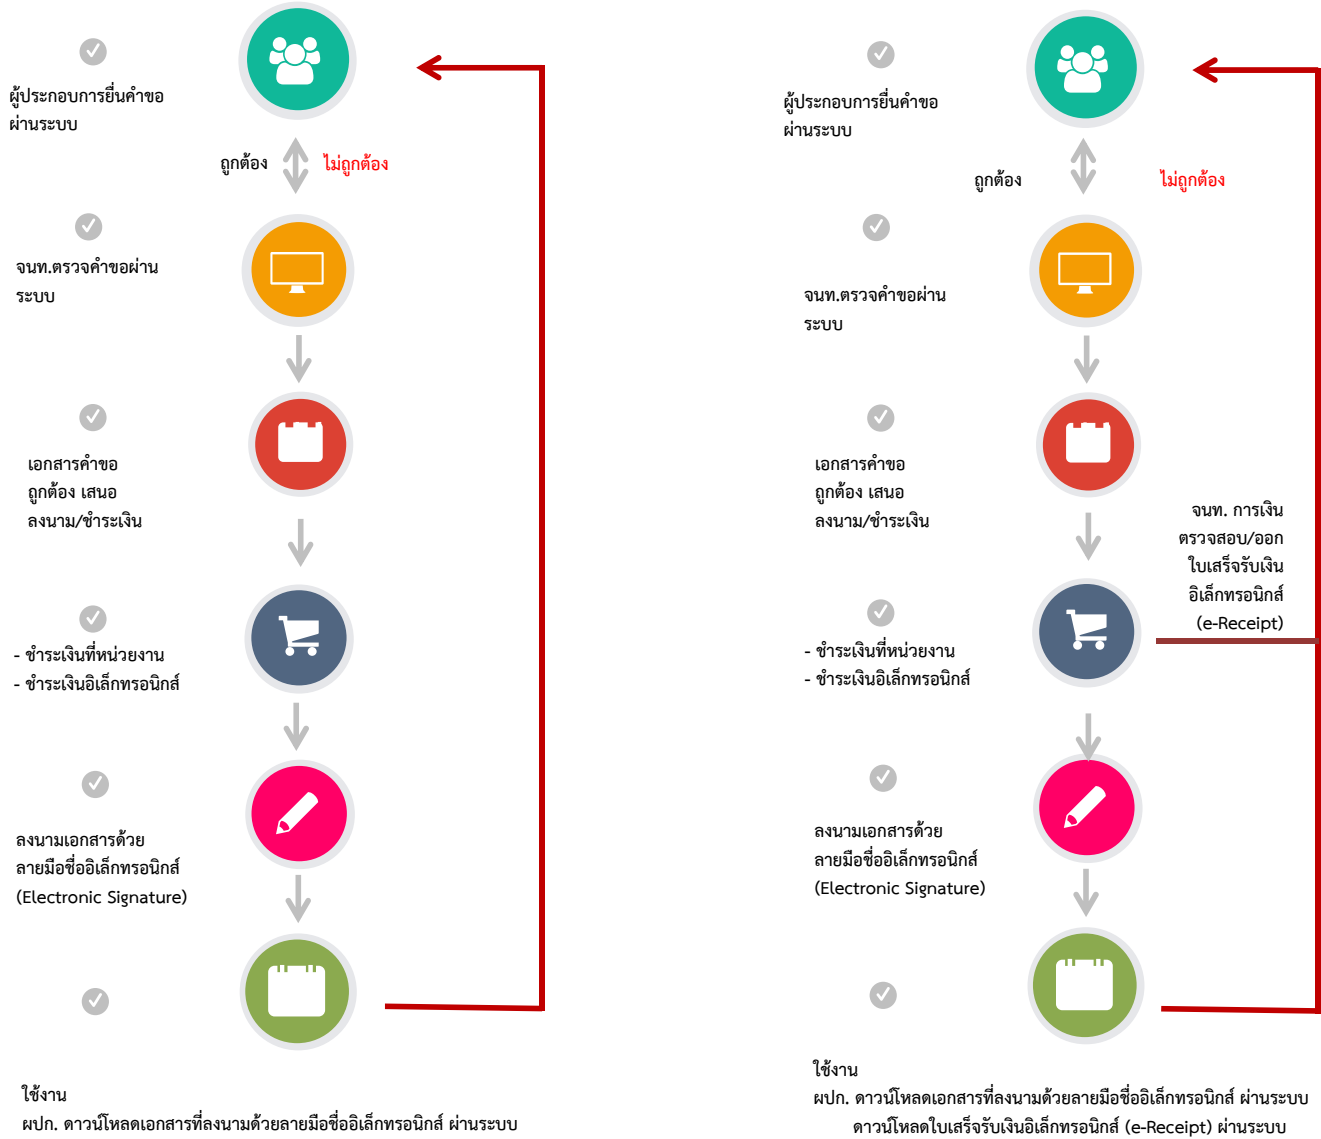 ผู้ประกอบการยื่นคำขอ
ผ่านระบบ
ถูกต้อง
ไม่ถูกต้อง
จนท.ตรวจคำขอผ่าน
ระบบ
เอกสารคำขอ
ถูกต้อง เสนอ
ลงนาม/ชำระเงิน
- ชำระเงินที่หน่วยงาน
- ชำระเงินอิเล็กทรอนิกส์
ลงนามเอกสารด้วย
ลายมือชื่ออิเล็กทรอนิกส์
(Electronic Signature)
ใช้งาน
ผปก. ดาวน์โหลดเอกสารที่ลงนามด้วยลายมือชื่ออิเล็กทรอนิกส์ ผ่านระบบ
ผู้ประกอบการยื่นคำขอ
ผ่านระบบ
ถูกต้อง
ไม่ถูกต้อง
จนท.ตรวจคำขอผ่าน
ระบบ
เอกสารคำขอ
ถูกต้อง เสนอ
ลงนาม/ชำระเงิน
จนท. การเงิน
ตรวจสอบ/ออก
ใบเสร็จรับเงิน
อิเล็กทรอนิกส์
(e-Receipt)
- ชำระเงินที่หน่วยงาน
- ชำระเงินอิเล็กทรอนิกส์
ลงนามเอกสารด้วย
ลายมือชื่ออิเล็กทรอนิกส์
(Electronic Signature)
ใช้งาน
ผปก. ดาวน์โหลดเอกสารที่ลงนามด้วยลายมือชื่ออิเล็กทรอนิกส์ ผ่านระบบ
ดาวน์โหลดใบเสร็จรับเงินอิเล็กทรอนิกส์ (e-Receipt) ผ่านระบบ